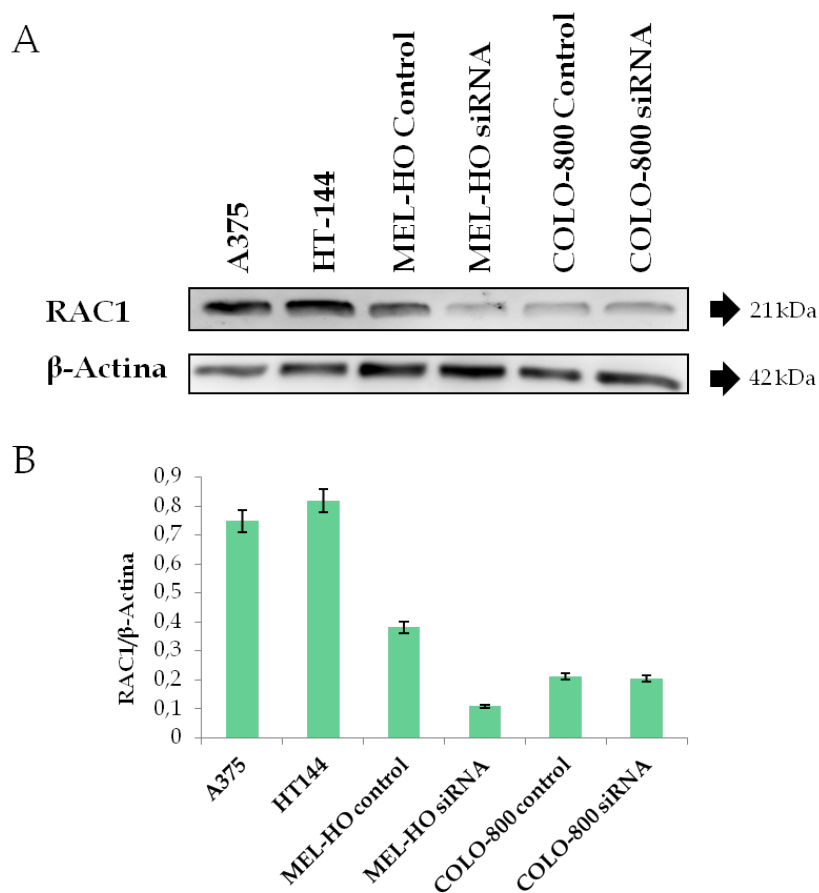 A
A375
HT-144
MEL-HO Control
MEL-HO siRNA
COLO-800 Control
COLO-800 siRNA
RAC1
21kDa
β-Actina
42kDa
B
RAC1/β-Actina
0,9
0,8
0,7
0,6
0,5
0,4
0,3
0,2
0,1
0
A375
HT144
MEL-HO control
MEL-HO siRNA
COLO-800 control
COLO-800 siRNA